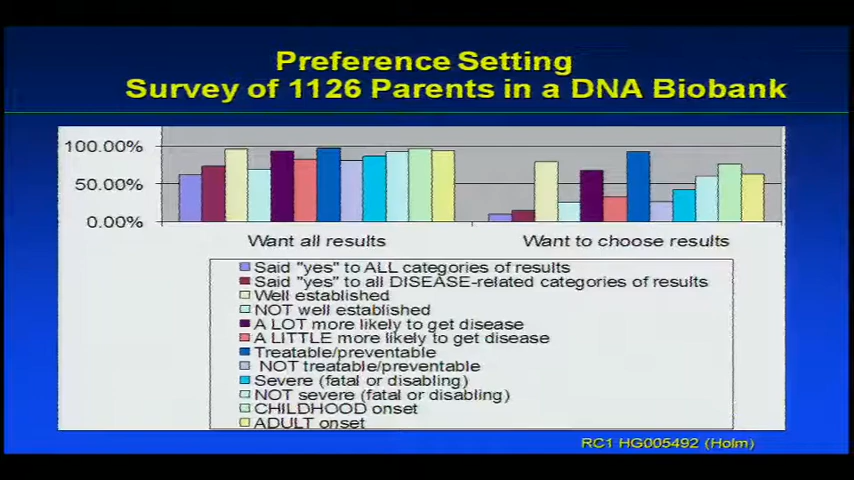 Preference Setting
Survey of 1126 Parents in a DNA Biobank
100.00%
50.00%
0.00%
Want all results
Want to choose results
Said "yes" to ALL categories of results
Said "yes" to all DISEASE-related categories of results
Well established
NOT well established
A LOT more likely to get disease
A LITTLE more likely to get disease
Treatable/preventable
NOT treatable/preventable
Severe (fatal or disabling)
NOT severe (fatal or disabling)
CHILDHOOD onset
ADULT onset
RC1 HG005492 (Holm)